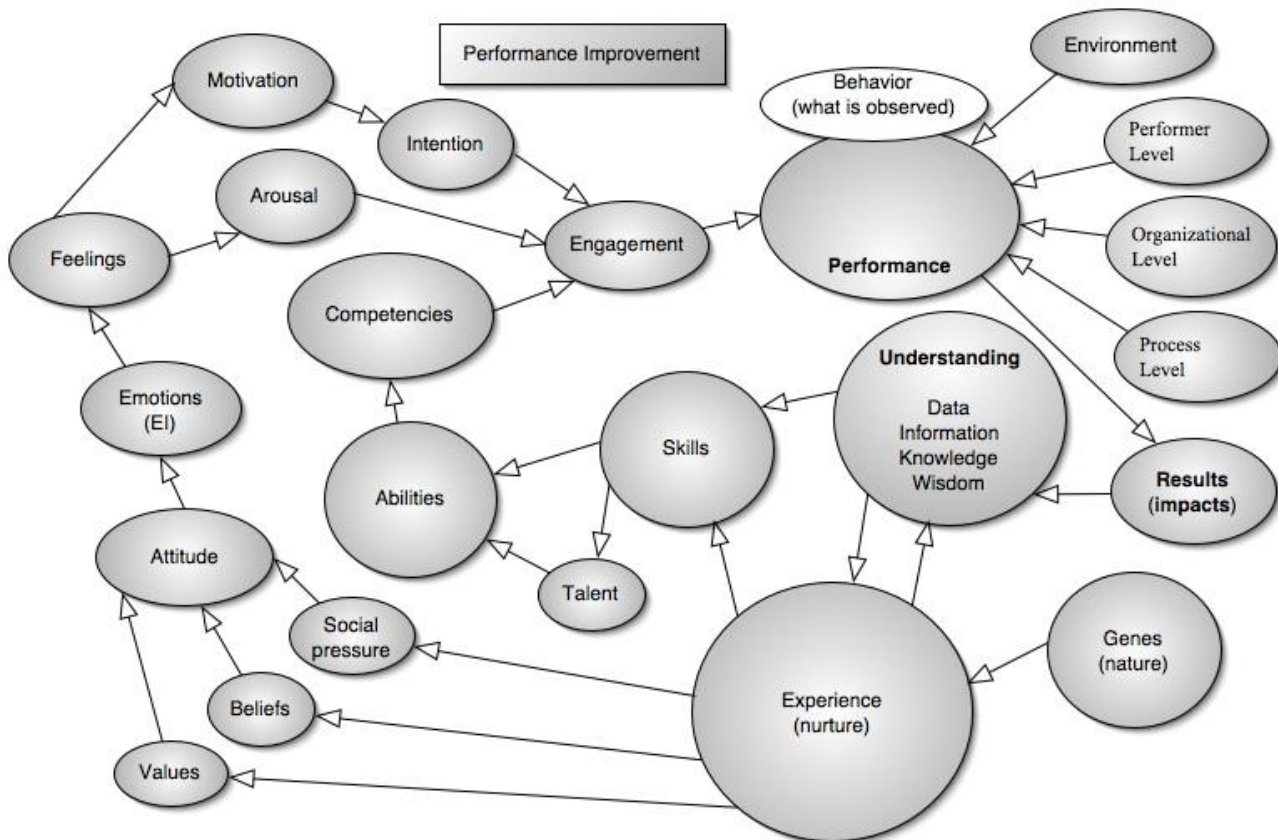 Performance Improvement
Environment
Motivation
Behavior
(what is observed)
Intention
Performer
Level
Arousal
Feelings
Engagement
Organizational
Level
Performance
Competencies
Process
Level
Understanding
Emotions
(EI)
Data
Information
Knowledge
Wisdom
Skills
Abilities
Results
(impacts)
Attitude
Talent
Social
pressure
Genes
(nature)
Experience
(nurture)
Beliefs
Values